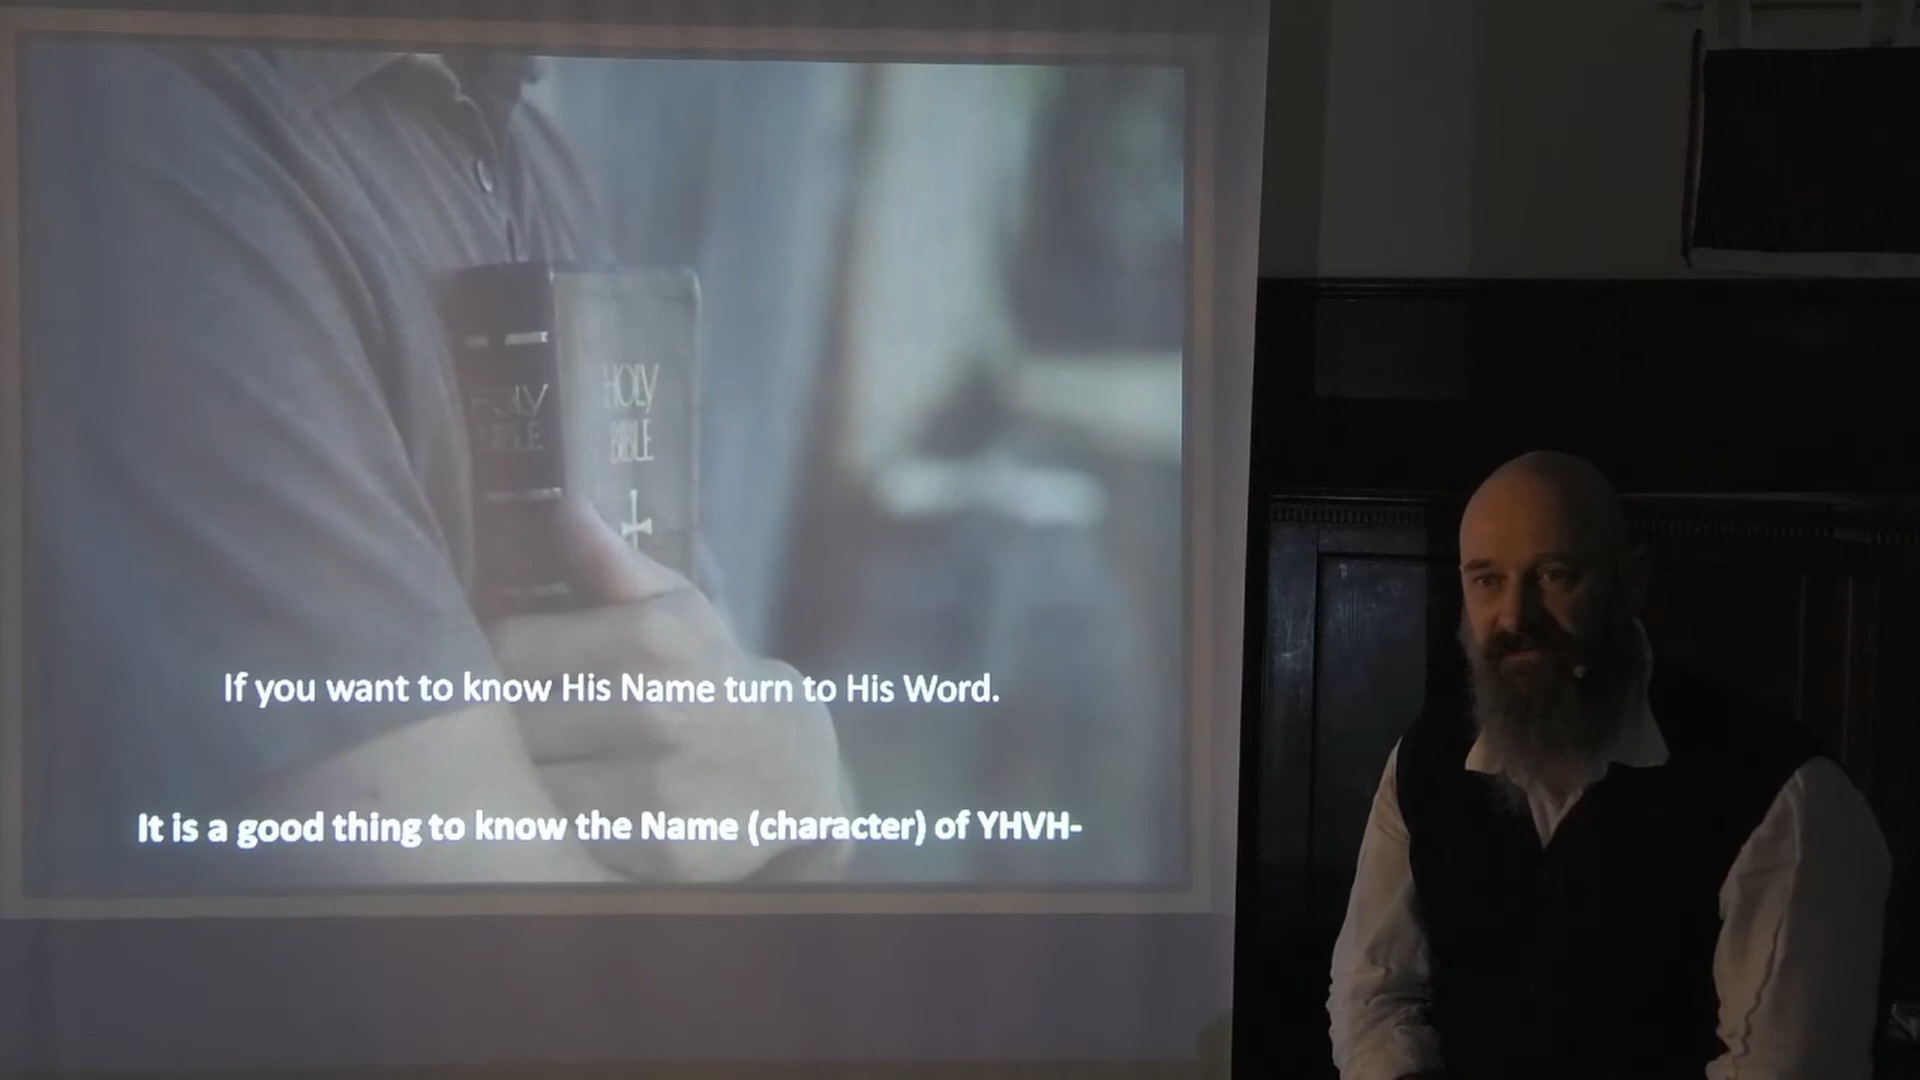 HOLY
BIBLE
HOLY
BIBLE
If you want to know His Name turn to His Word.
It is a good thing to know the Name (character) of YHVH-